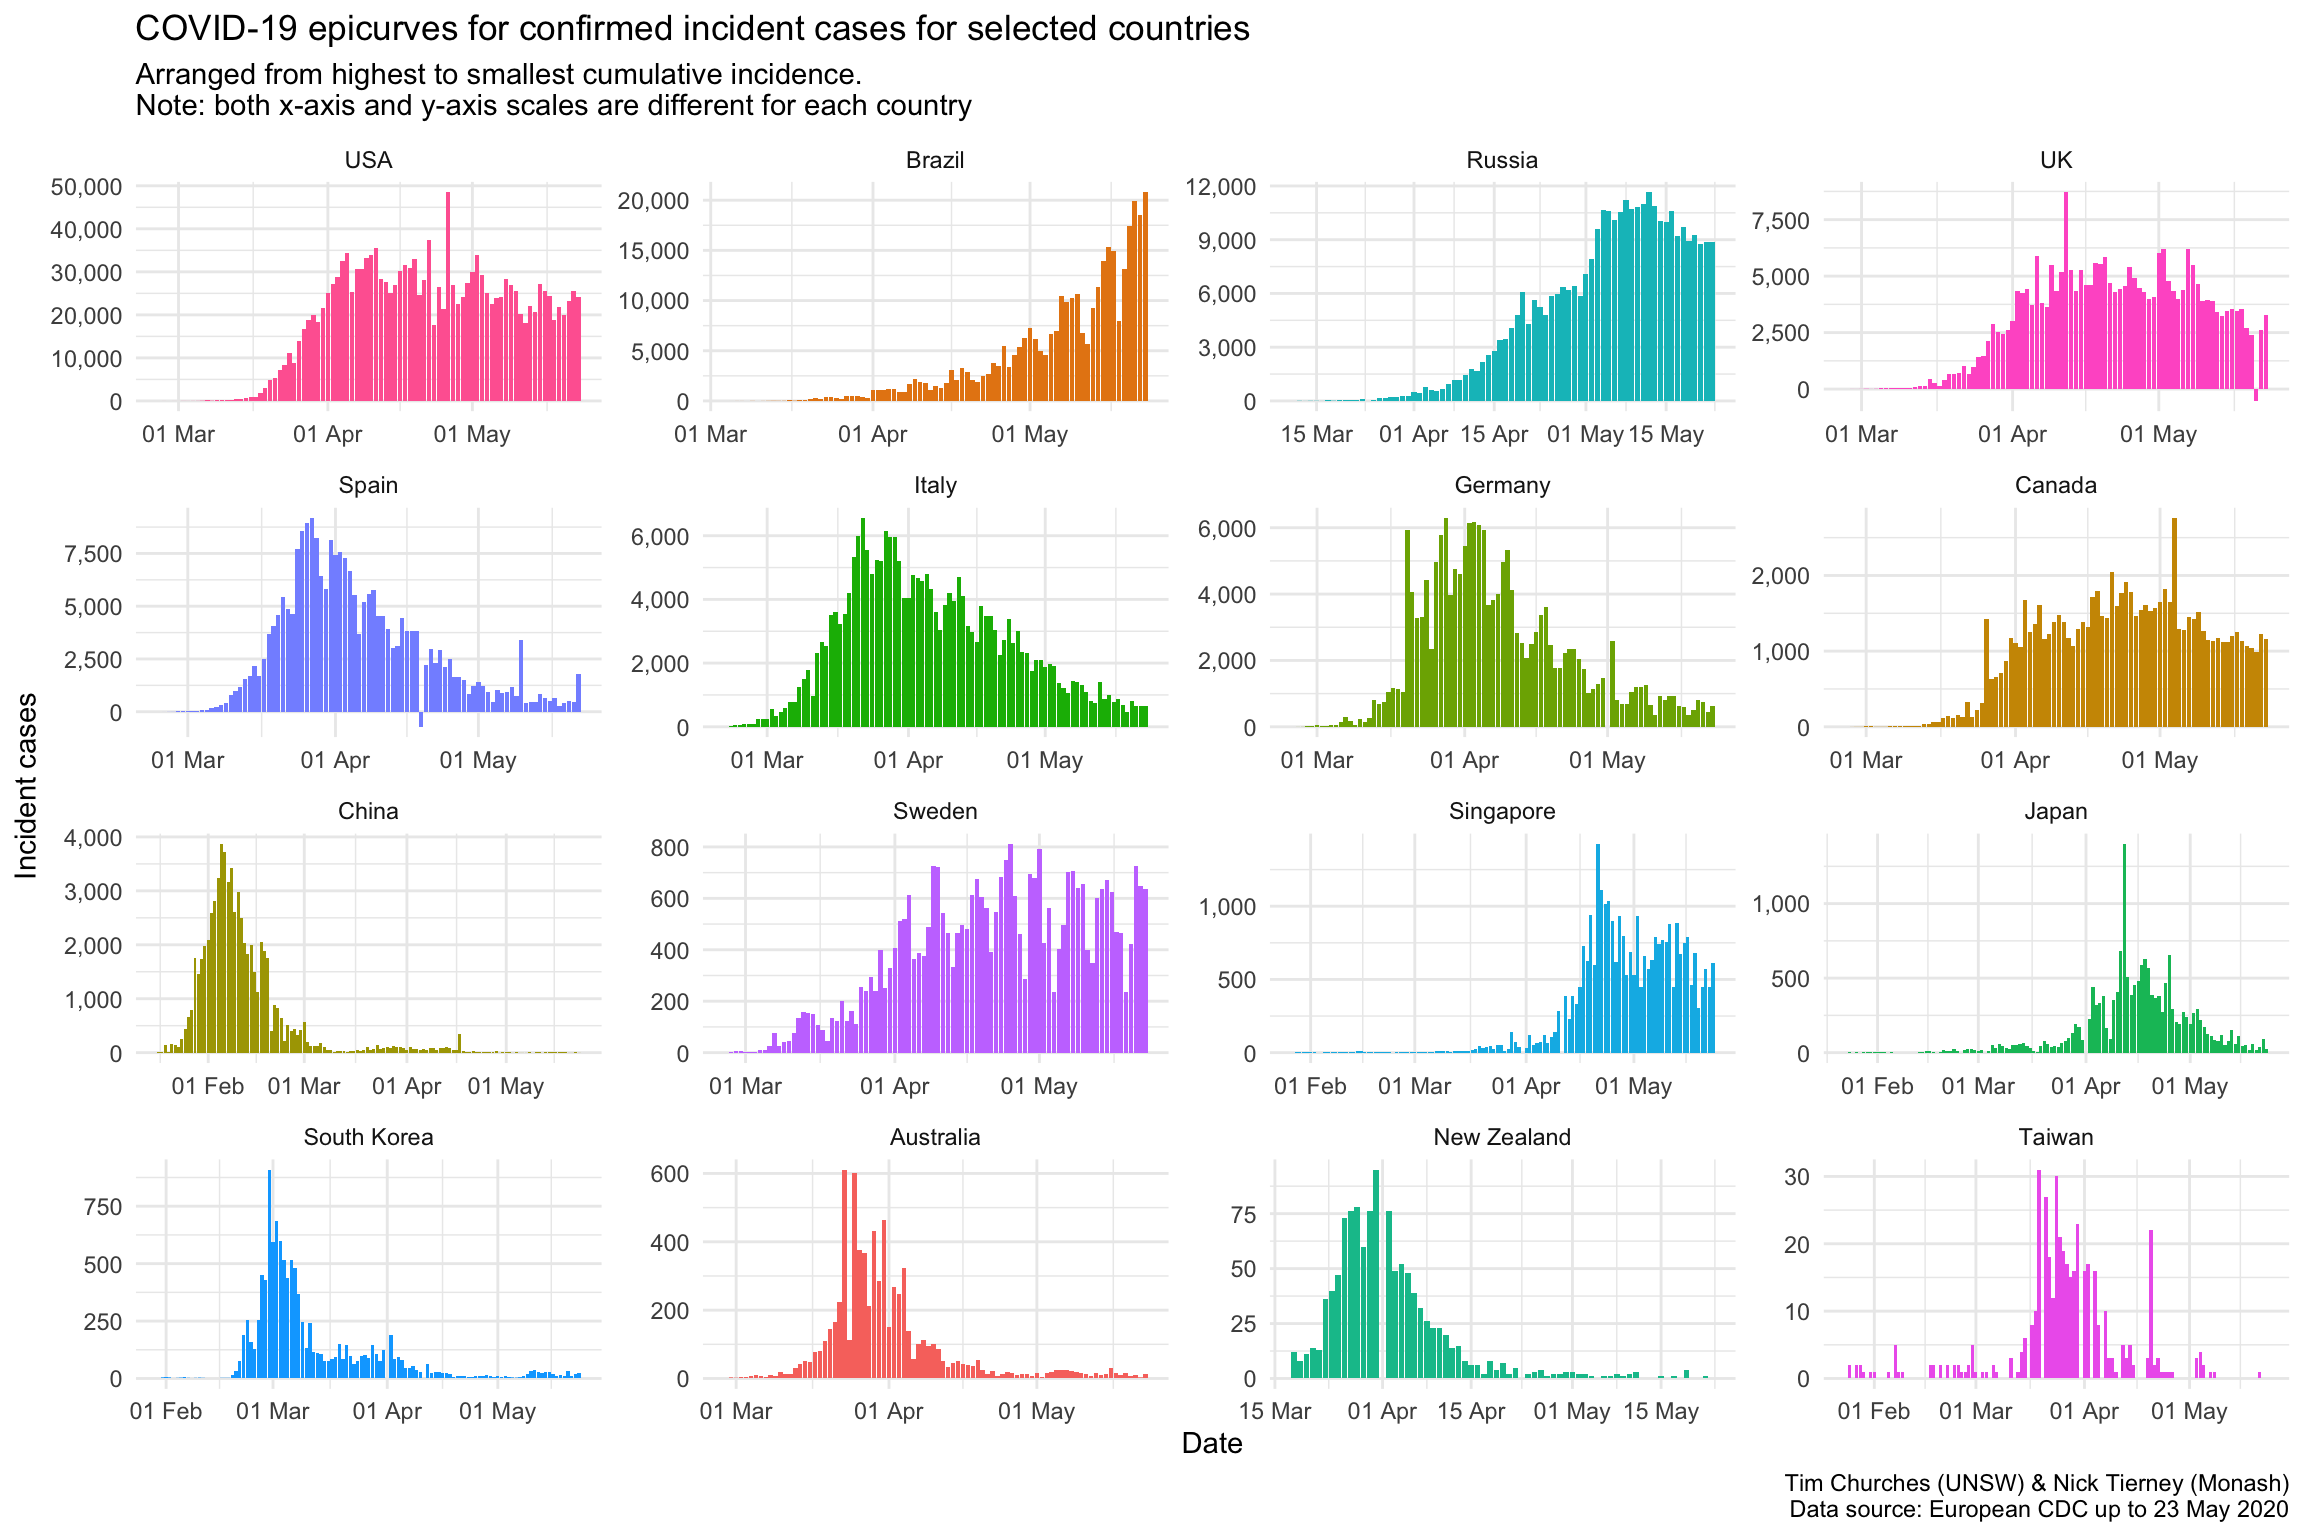 COVID-19 epicurves for confirmed incident cases for selected countries
Arranged from highest to smallest cumulative incidence.
Note: both x-axis and y-axis scales are different for each country
USA
50,000
40,000
30,000
20,000
10,000
0
01 Mar 01 Apr 01 May
Brazil
20,000
15,000
10,000
5,000
0
01 Mar 01 Apr 01 May
Russia
12,000
9,000
6,000
3,000
0
15 Mar 01 Apr 15 Apr 01 May 15 May
UK
7,500
5,000
2,500
0
01 Mar 01 Apr 01 May
Spain
7,500
5,000
2,500
0
01 Mar 01 Apr 01 May
Italy
6,000
4,000
2,000
0
01 Mar 01 Apr 01 May
Germany
6,000
4,000
2,000
0
01 Mar 01 Apr 01 May
Canada
2,000
1,000
0
01 Mar 01 Apr 01 May
Incident cases
China
4,000
3,000
2,000
1,000
0
01 Feb 01 Mar 01 Apr 01 May
Sweden
800
600
400
200
0
01 Mar 01 Apr 01 May
Singapore
1,000
500
0
01 Feb 01 Mar 01 Apr 01 May
Japan
1,000
500
0
01 Feb 01 Mar 01 Apr 01 May
South Korea
750
500
250
0
01 Feb 01 Mar 01 Apr 01 May
Australia
600
400
200
0
01 Mar 01 Apr 01 May
New Zealand
75
50
25
0
15 Mar 01 Apr 15 Apr 01 May 15 May
Taiwan
30
20
10
0
01 Feb 01 Mar 01 Apr 01 May
Date
Tim Churches (UNSW) & Nick Tierney (Monash)
Data source: European CDC up to 23 May 2020